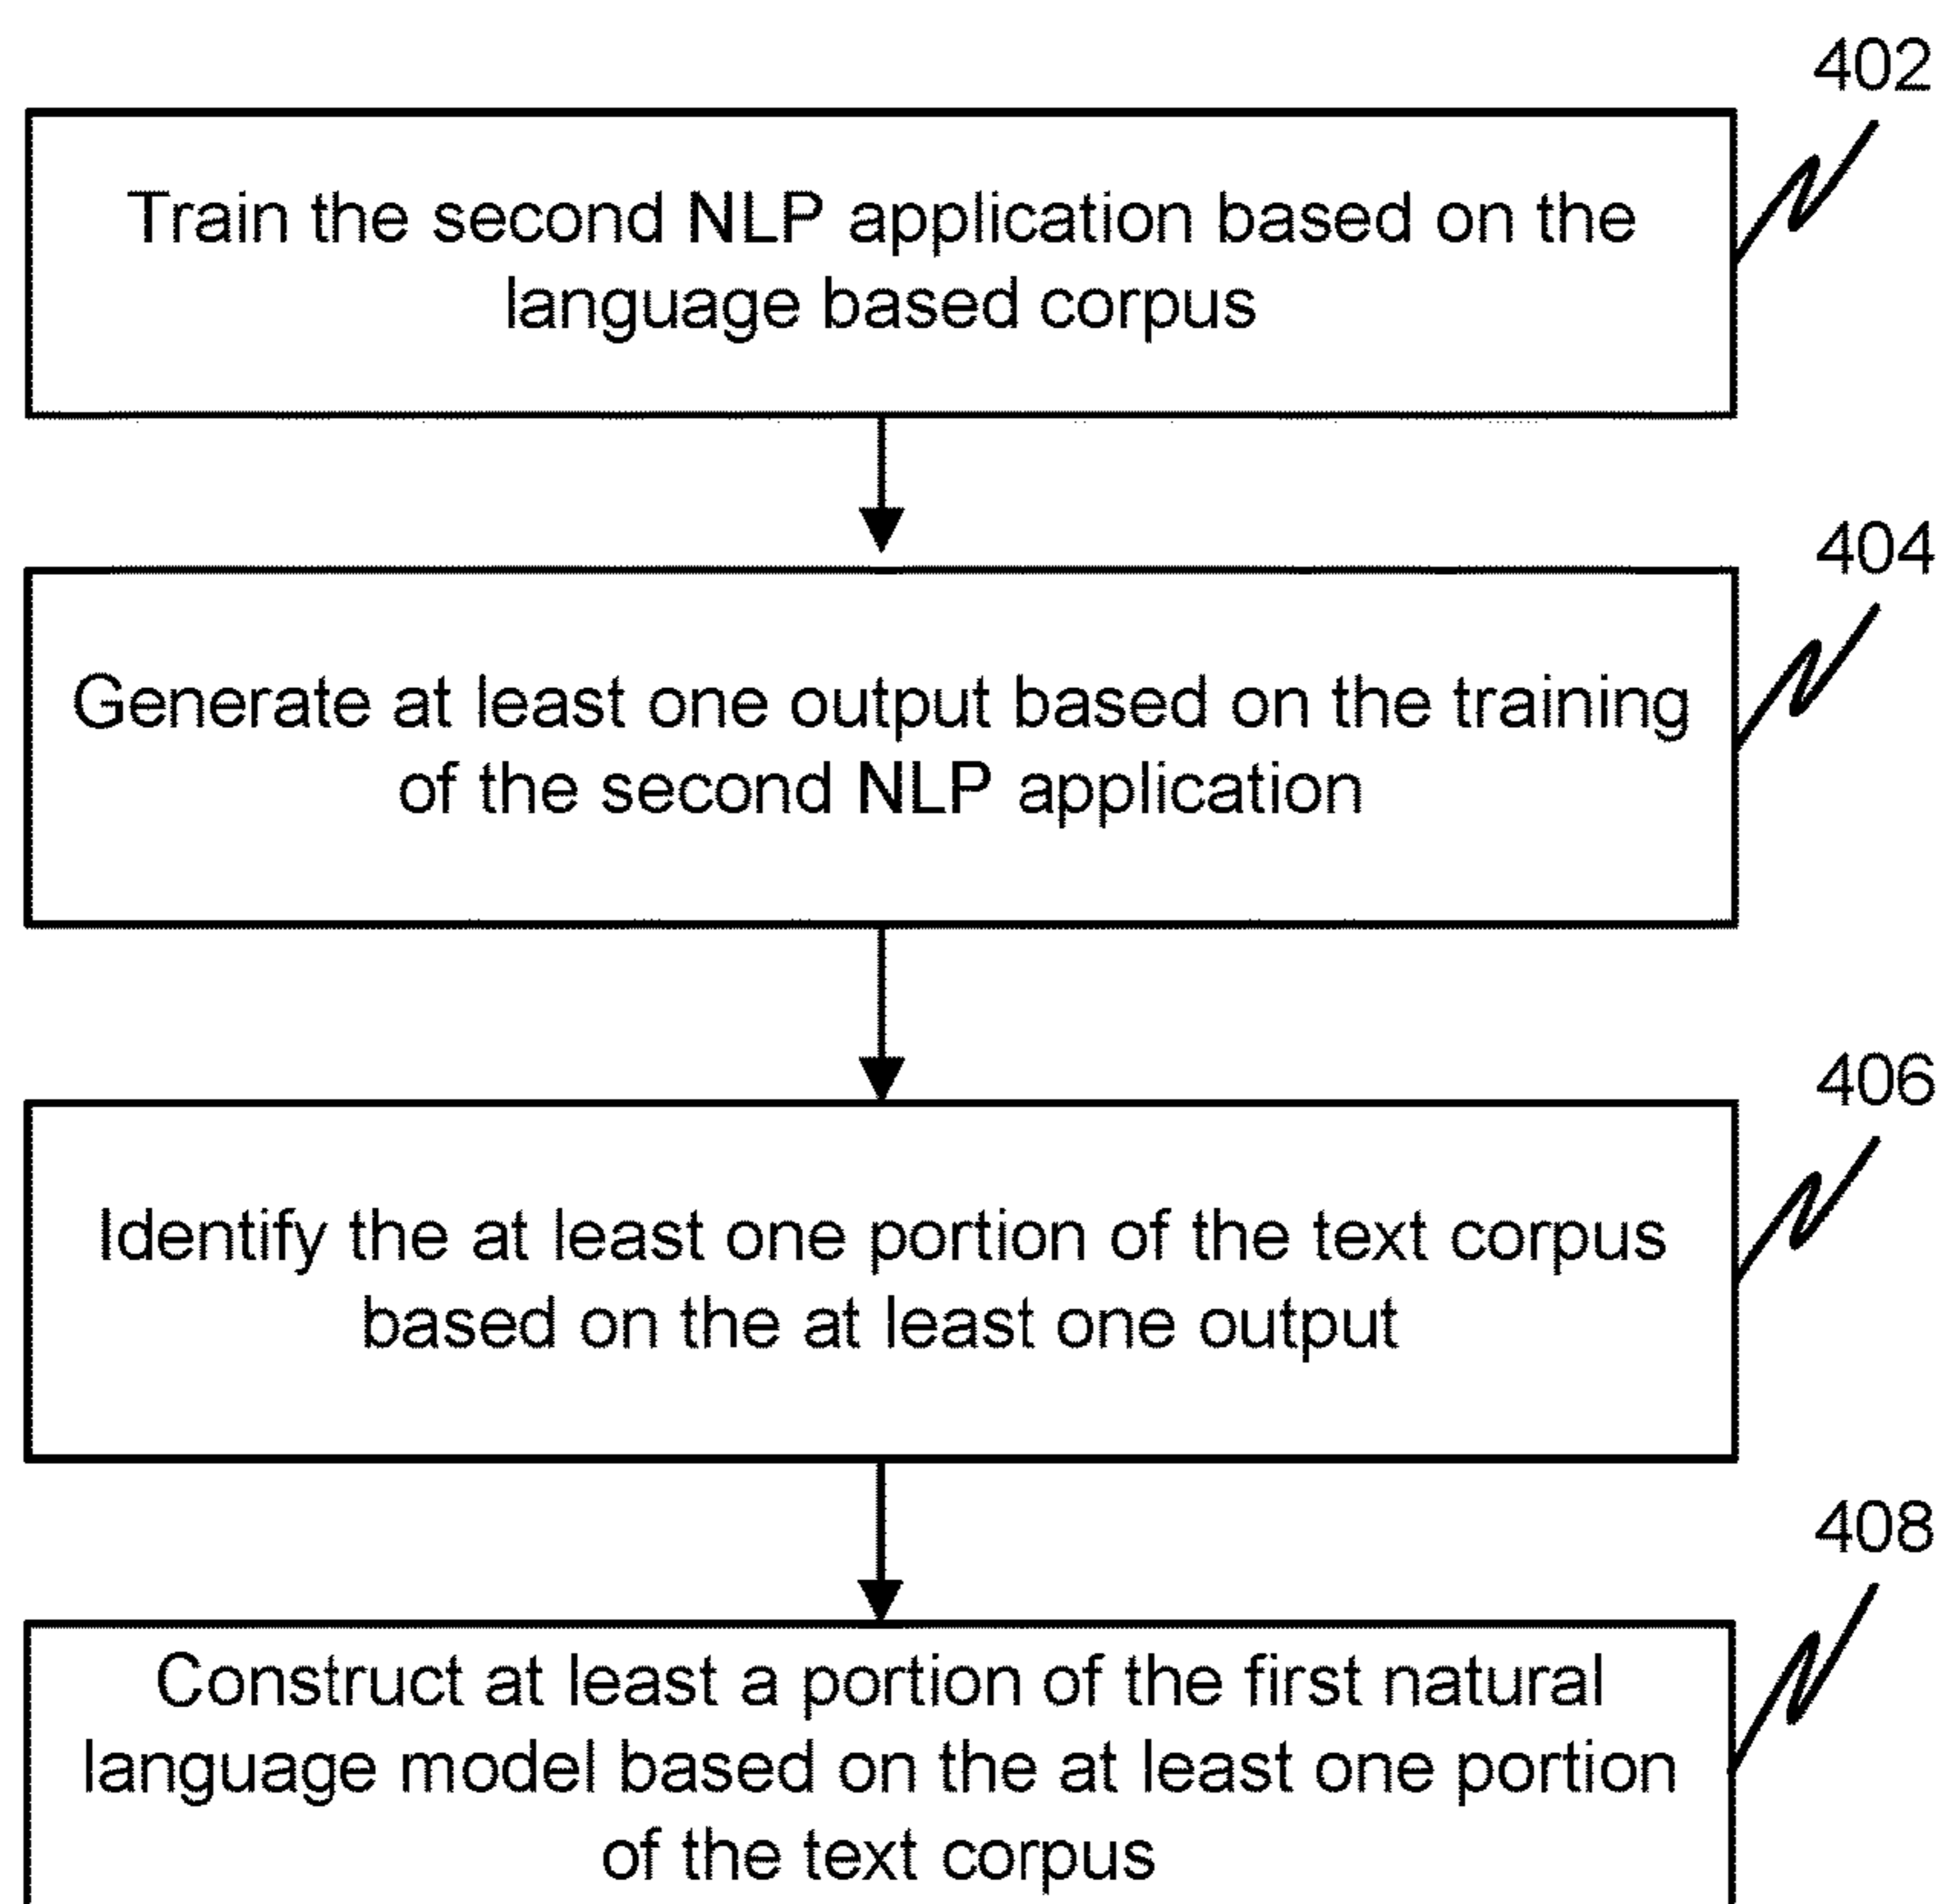 402
Train the second NLP application based on the
language based corpus
404
Generate at least one output based on the training
of the second NLP application
406
Identify the at least one portion of the text corpus
based on the at least one output
408
Construct at least a portion of the first natural
language model based on the at least one portion
of the text corpus